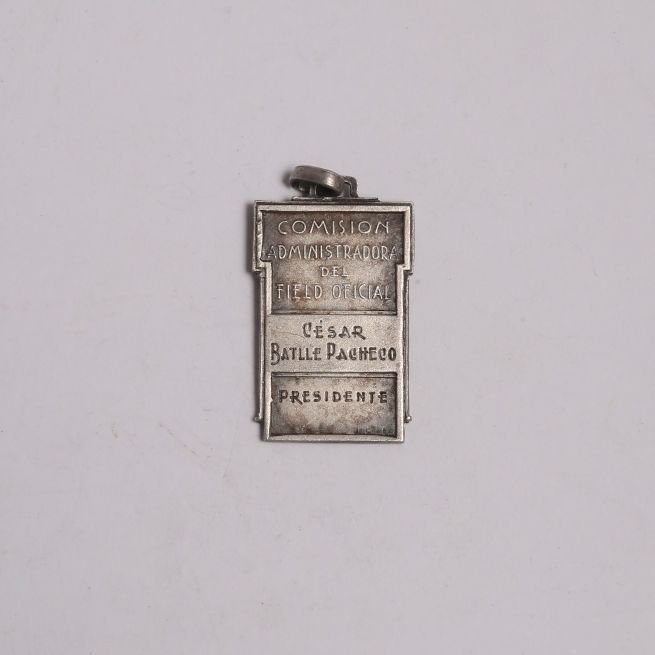 COMISION
ADMINISTRADORA
DEL
FIELD OFICIAL
CÉSAR
BATLLE PACHECO
PRESIDENTE